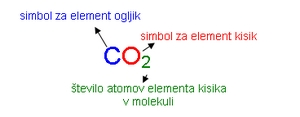 simbol za element ogljik
simbol za element kisik
CO2
število atomov elementa kisika
v molekuli